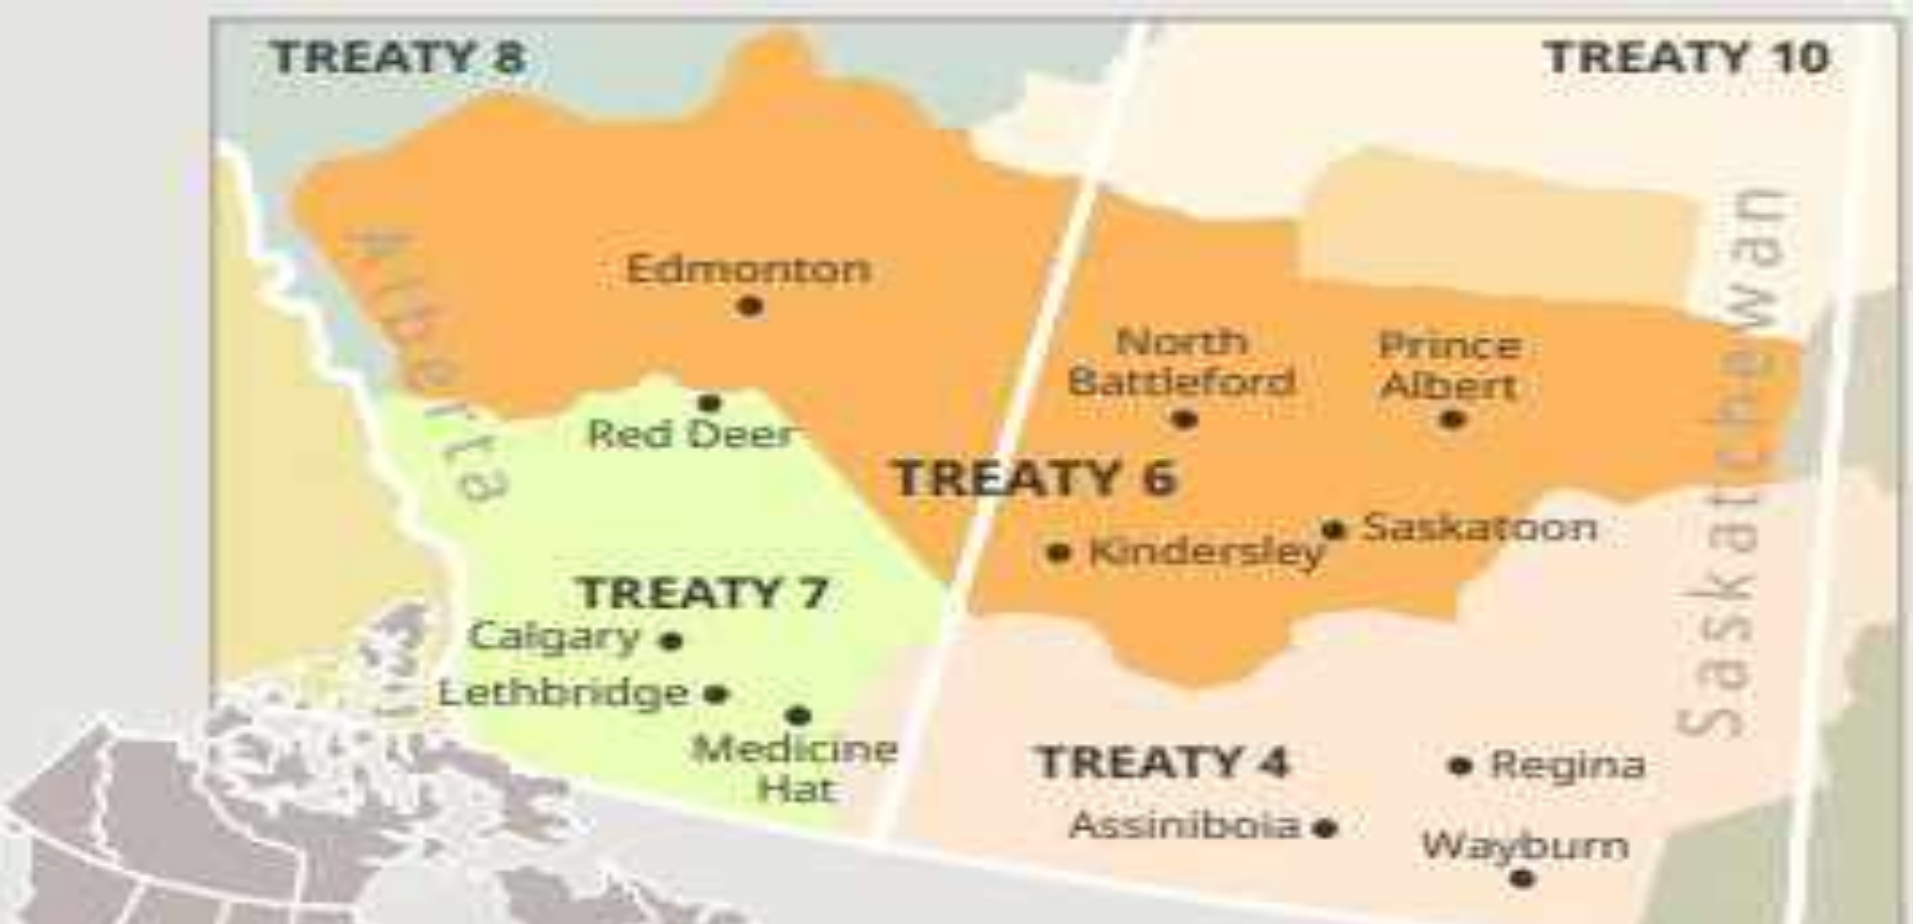 TREATY 8
TREATY 10
Alberta
Edmonton
Saskatchewan
North
Battleford
Prince
Albert
Red Deer
TREATY 6
Kindersley
Saskatoon
TREATY 7
Calgary
Lethbridge
Medicine
Hat
TREATY 4
Regina
Assiniboia
Wayburn